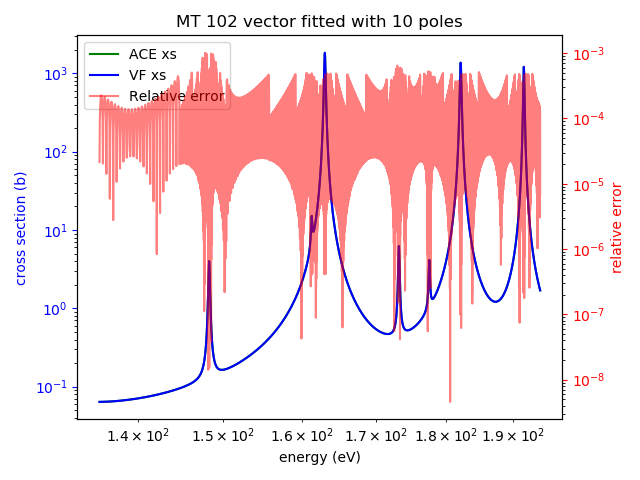 MT 102 vector fitted with 10 poles
ACE xs
VF xs
Relative error
cross section (b)
10³
10²
10¹
10⁰
10⁻¹
10⁻³
10⁻⁴
10⁻⁵
10⁻⁶
10⁻⁷
10⁻⁸
relative error
1.4 × 10² 1.5 × 10² 1.6 × 10² 1.7 × 10² 1.8 × 10² 1.9 × 10²
energy (eV)